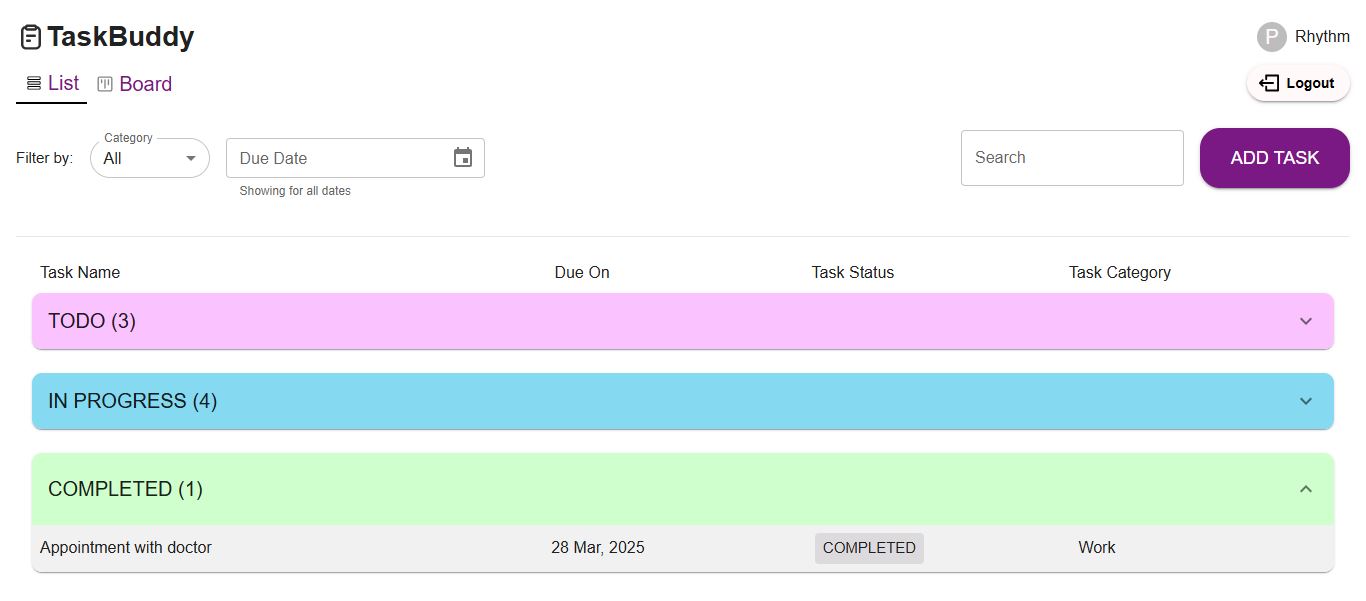 TaskBuddy
P Rhythm
List Board
Logout
Filter by:
Category
All
Due Date
Showing for all dates
Search
ADD TASK
Task Name Due On Task Status Task Category
TODO (3)
IN PROGRESS (4)
COMPLETED (1)
Appointment with doctor 28 Mar, 2025 COMPLETED Work